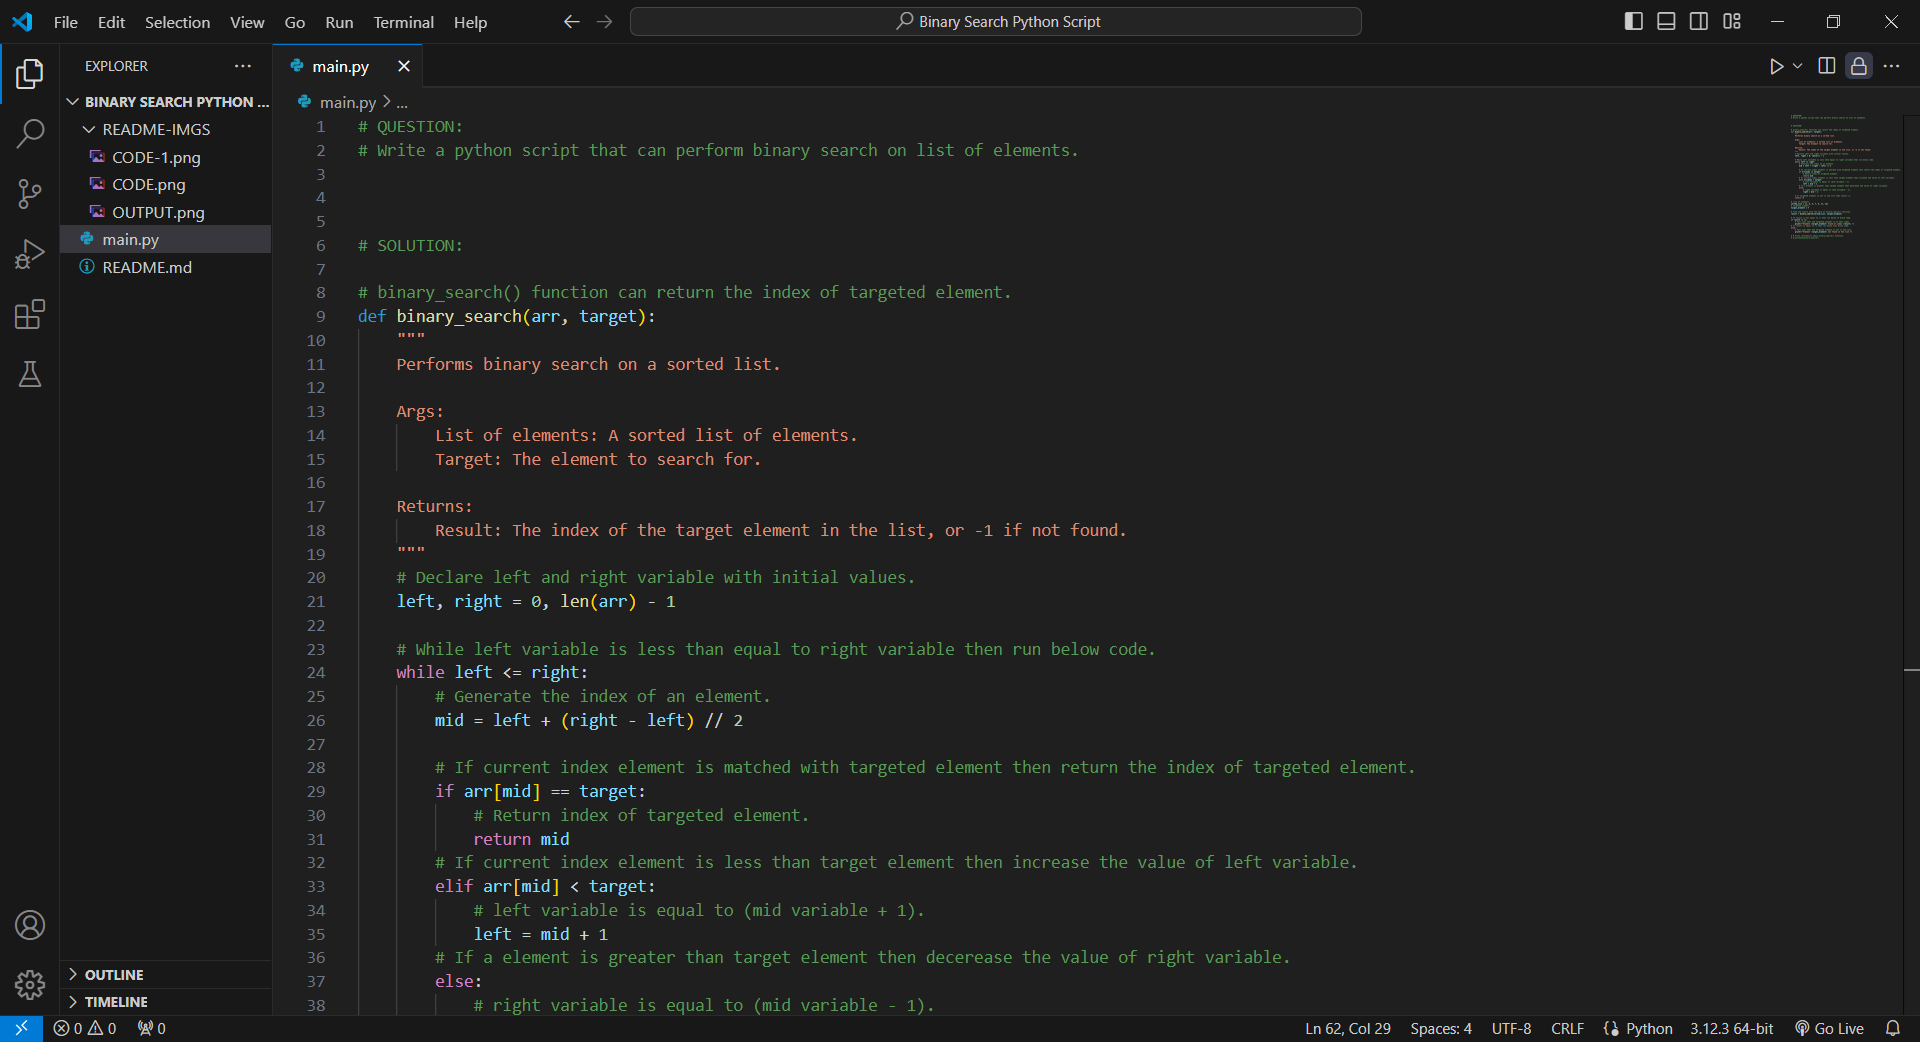 File Edit Selection View Go Run Terminal Help
Binary Search Python Script
EXPLORER
BINARY SEARCH PYTHON ...
README-IMGS
CODE-1.png
CODE.png
OUTPUT.png
main.py
README.md
OUTLINE
TIMELINE
main.py
main.py > ...
1 # QUESTION:
2 # Write a python script that can perform binary search on list of elements.
3
4
5
6 # SOLUTION:
7
8 # binary_search() function can return the index of targeted element.
9 def binary_search(arr, target):
10     """
11     Performs binary search on a sorted list.
12
13     Args:
14         List of elements: A sorted list of elements.
15         Target: The element to search for.
16
17     Returns:
18         Result: The index of the target element in the list, or -1 if not found.
19     """
20     # Declare left and right variable with initial values.
21     left, right = 0, len(arr) - 1
22
23     # While left variable is less than equal to right variable then run below code.
24     while left <= right:
25         # Generate the index of an element.
26         mid = left + (right - left) // 2
27
28         # If current index element is matched with targeted element then return the index of targeted element.
29         if arr[mid] == target:
30             # Return index of targeted element.
31             return mid
32         # If current index element is less than target element then increase the value of left variable.
33         elif arr[mid] < target:
34             # left variable is equal to (mid variable + 1).
35             left = mid + 1
36         # If a element is greater than target element then decerease the value of right variable.
37         else:
38             # right variable is equal to (mid variable - 1).
0 0 0
Ln 62, Col 29 Spaces: 4 UTF-8 CRLF Python 3.12.3 64-bit Go Live